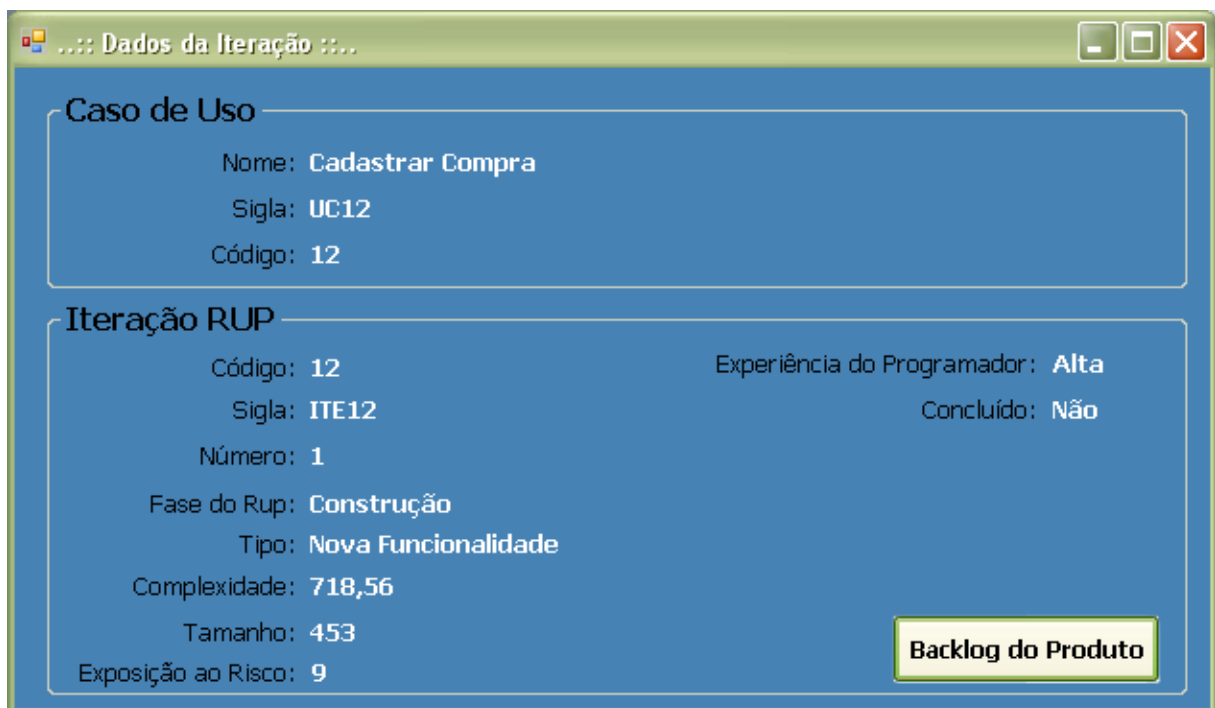 ..:: Dados da Iteração ::..
Caso de Uso
Nome: Cadastrar Compra
Sigla: UC12
Código: 12
Iteração RUP
Código: 12
Experiência do Programador: Alta
Sigla: ITE12
Concluído: Não
Número: 1
Fase do Rup: Construção
Tipo: Nova Funcionalidade
Complexidade: 718,56
Tamanho: 453
Backlog do Produto
Exposição ao Risco: 9